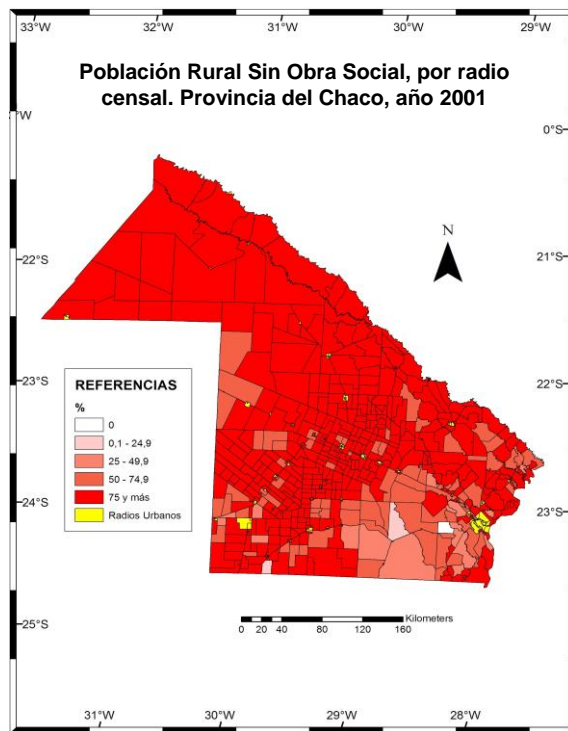 33°W 32°W 31°W 30°W 29°W
Población Rural Sin Obra Social, por radio
censal. Provincia del Chaco, año 2001
°W
0°S
N
22°S
21°S
23°S
22°S
REFERENCIAS
%
0
0,1 - 24,9
25 - 49,9
50 - 74,9
75 y más
Radios Urbanos
24°S
23°S
Kilometers
0 10 20 40 80 120 160
25°S
31°W 30°W 29°W 28°W